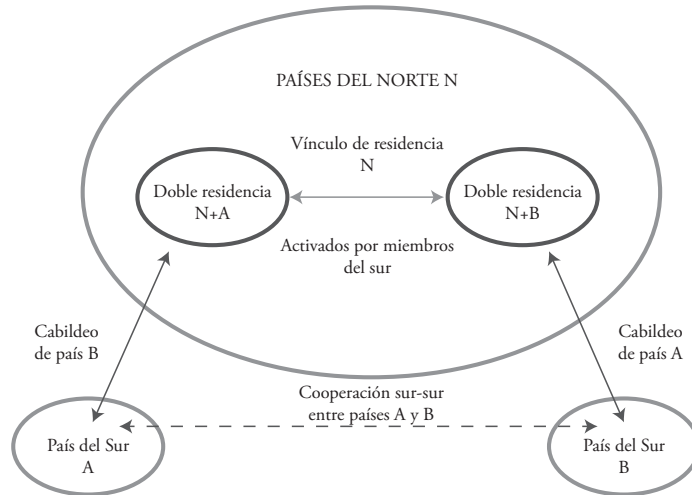 PAÍSES DEL NORTE N
Vínculo de residencia
N
Doble residencia
N+A
Doble residencia
N+B
Activados por miembros
del sur
Cabildeo
de país B
Cabildeo
de país A
Cooperación sur-sur
entre países A y B
País del Sur
A
País del Sur
B